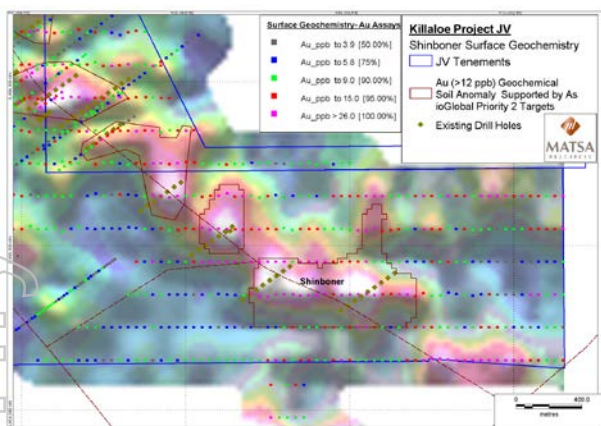 Surface Geochemistry- Au Assays
Au_ppb to 3.9 [50.00%]
Au_ppb to 5.8 [75%]
Au_ppb to 9.0 [90.00%]
Au_ppb to 15.0 [95.00%]
Au_ppb > 26.0 [100.00%]
Killaloe Project JV
Shinboner Surface Geochemistry
JV Tenements
Au (>12 ppb) Geochemical
Soil Anomaly Supported by As
ioGlobal Priority 2 Targets
Existing Drill Holes
MATSA
RESOURCES
Shinboner
0
400.0
metres